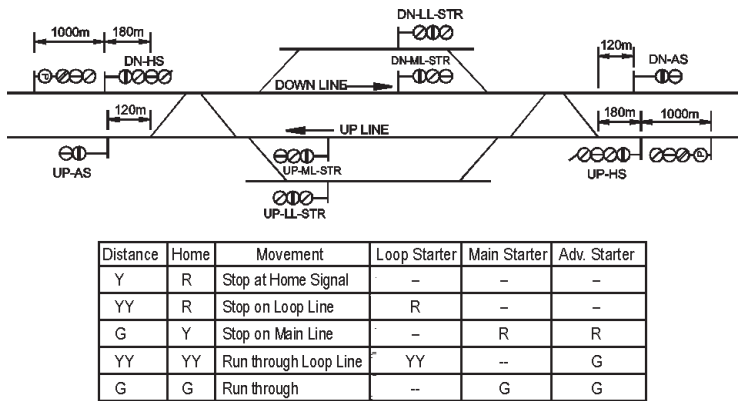 DN-LL-STR
1000m 180m
DN-HS
120m
DN-AS
P
DN-ML-STR
DOWN LINE
120m
UP LINE
180m 1000m
P
UP-AS
UP-ML-STR
UP-HS
UP-LL-STR
Distance Home Movement Loop Starter Main Starter Adv. Starter
Y R Stop at Home Signal – – –
YY R Stop on Loop Line R – –
G Y Stop on Main Line – R R
YY YY Run through Loop Line YY -- G
G G Run through -- G G